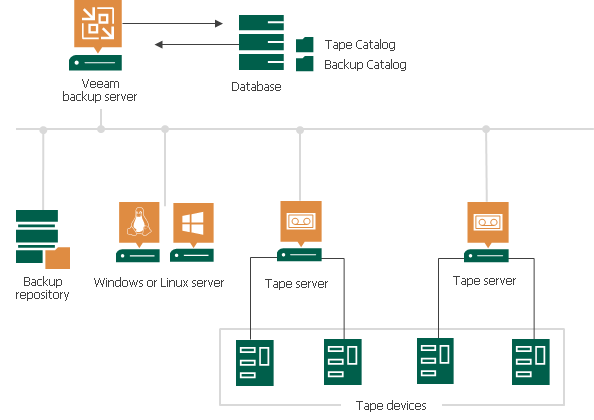 Tape Catalog
Backup Catalog
Veeam
backup server
Database
Backup
repository
Windows or Linux server
Tape server
Tape server
Tape devices